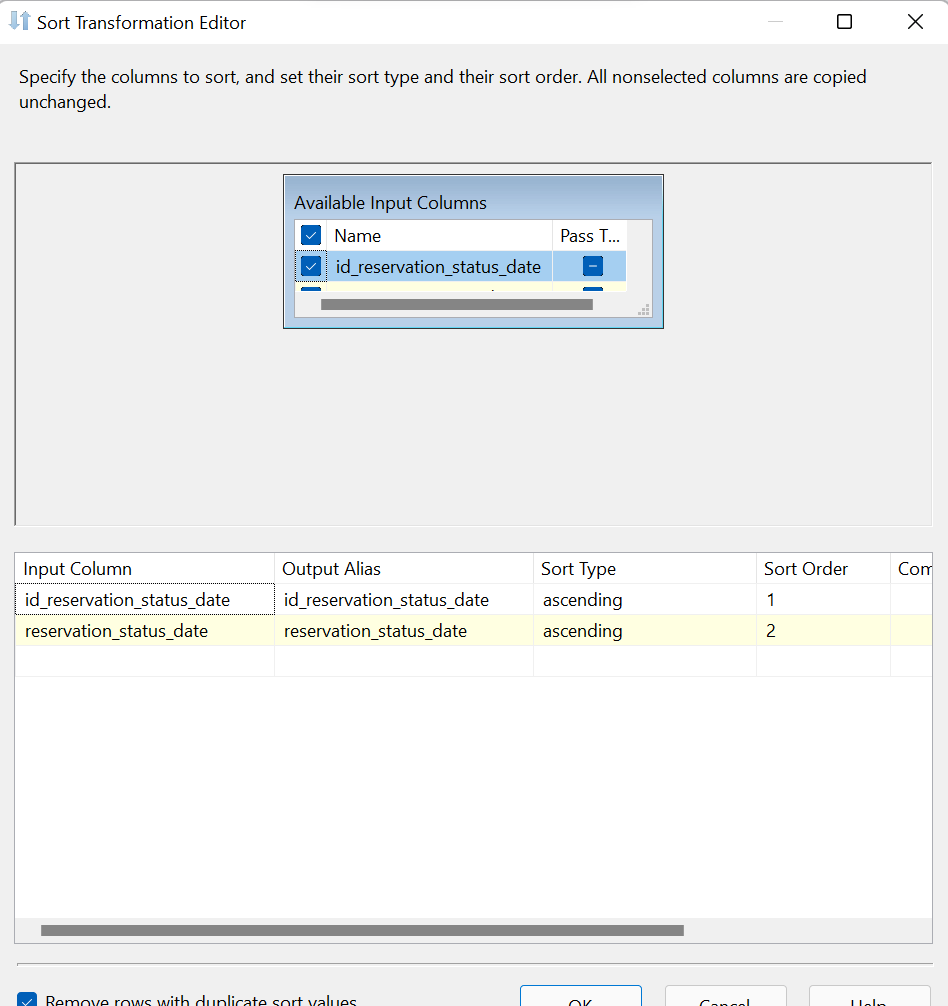 Sort Transformation Editor
Specify the columns to sort, and set their sort type and their sort order. All nonselected columns are copied
unchanged.
Available Input Columns
Name Pass T...
id_reservation_status_date
Input Column Output Alias Sort Type Sort Order Com
id_reservation_status_date id_reservation_status_date ascending 1
reservation_status_date reservation_status_date ascending 2
Remove rows with duplicate sort values
OK Cancel Help